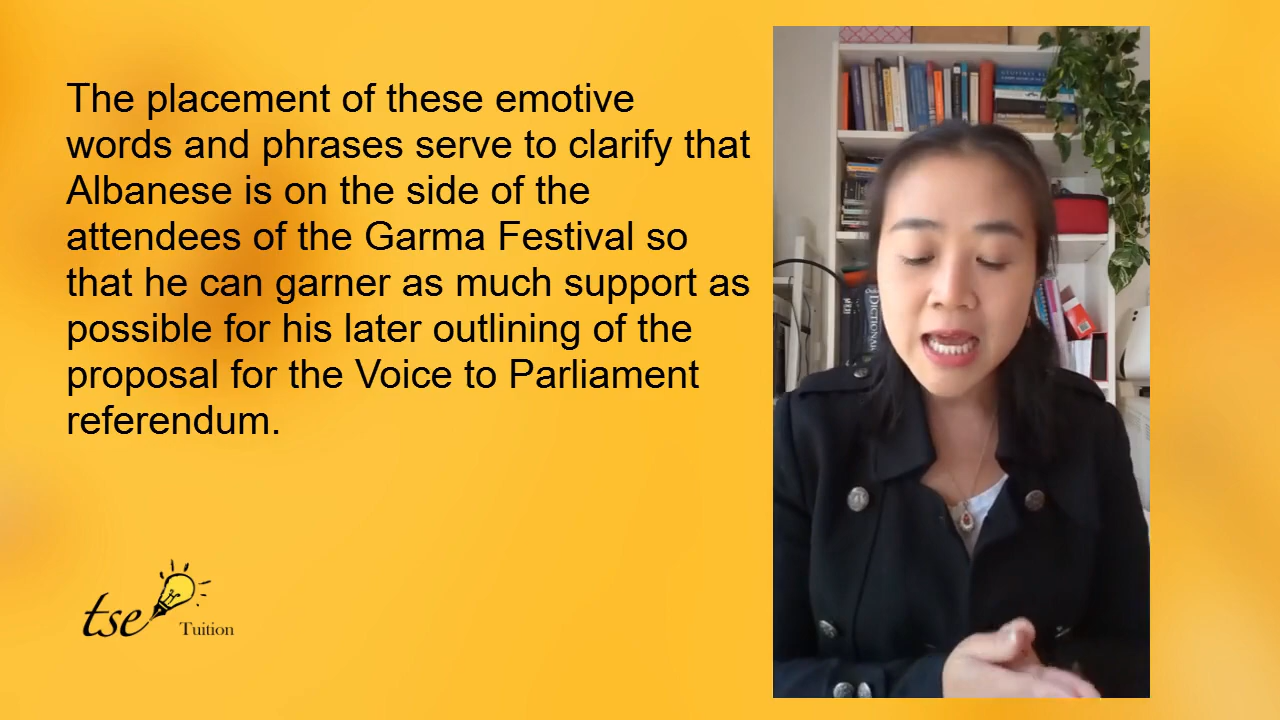 The placement of these emotive
words and phrases serve to clarify that
Albanese is on the side of the
attendees of the Garma Festival so
that he can garner as much support as
possible for his later outlining of the
proposal for the Voice to Parliament
referendum.
tse
Tuition
DICTIONARY